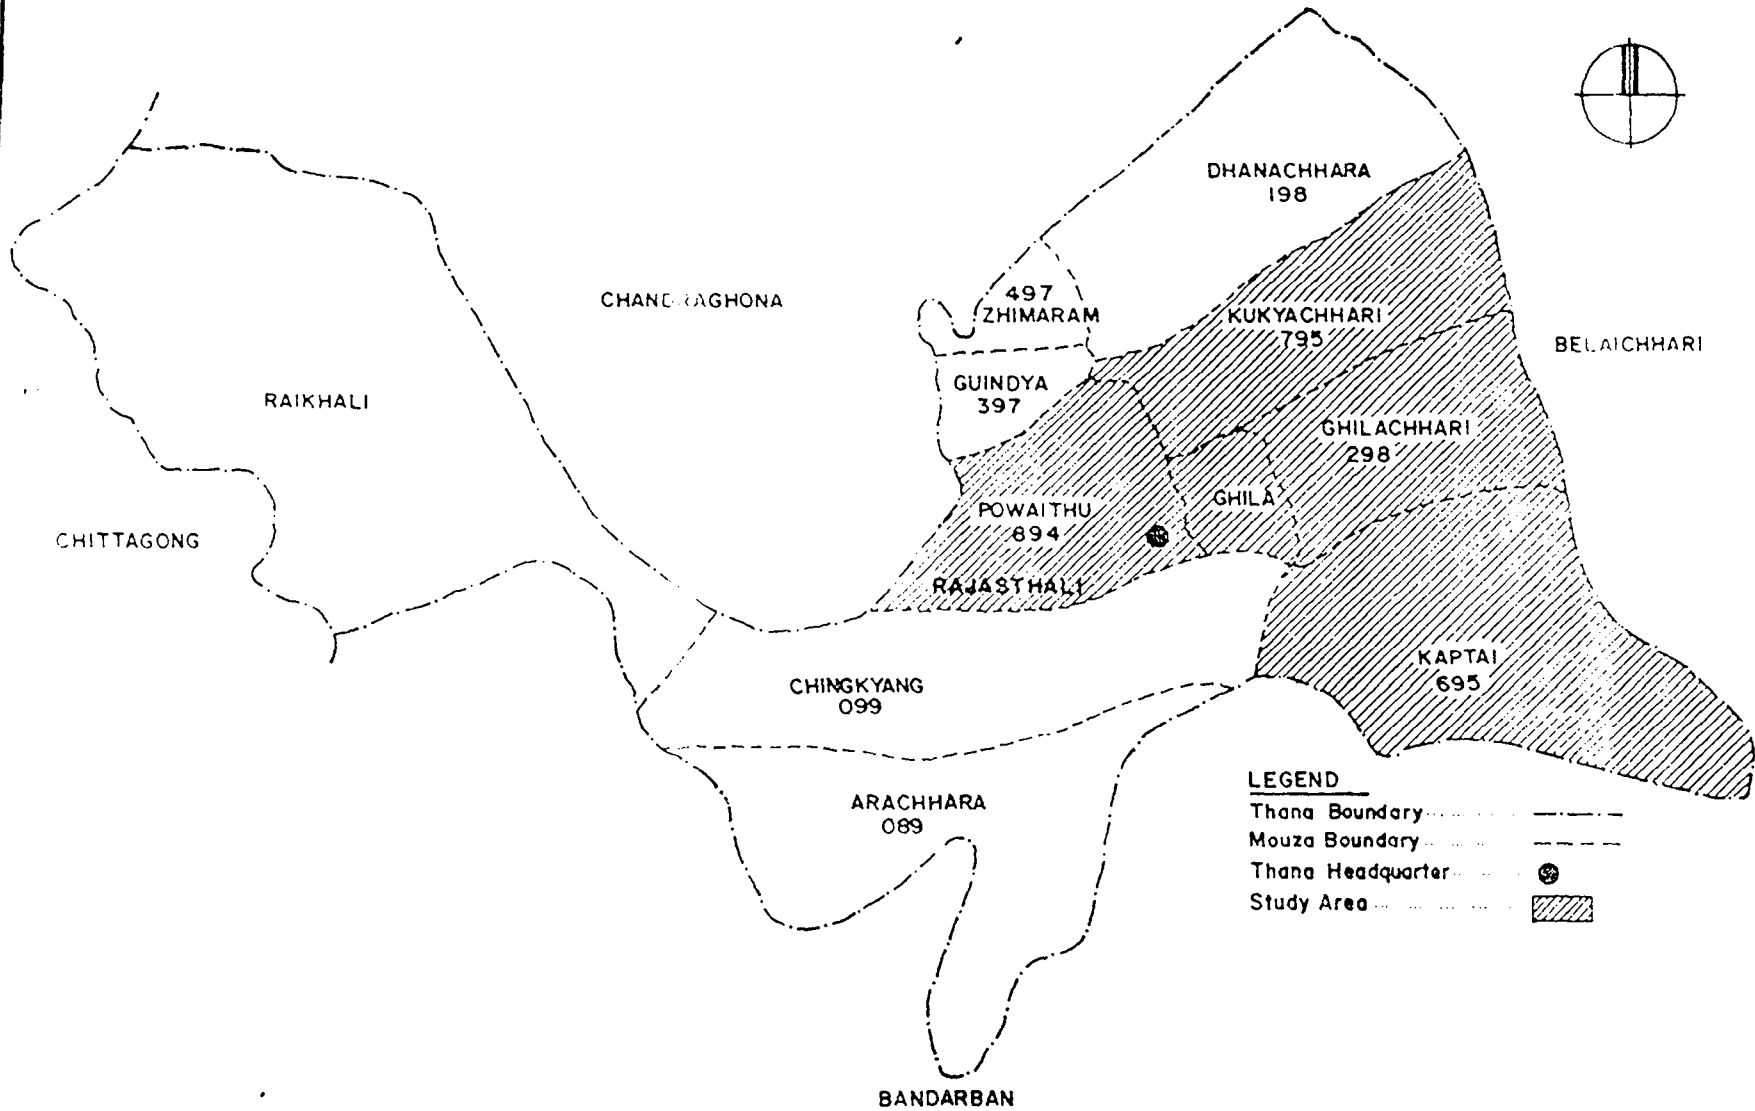 DHANACHHARA
198
497
ZHIMARAM
CHANDRAGHONA
KUKYACHHARI
795
BELAICHHARI
GUINDYA
397
RAIKHALI
GHILACHHARI
298
GHILA
POWAITHU
894
CHITTAGONG
RAJASTHALI
KAPTAI
695
CHINGKYANG
099
ARACHHARA
089
LEGEND
Thana Boundary
Mouza Boundary
Thana Headquarter
Study Area
BANDARBAN